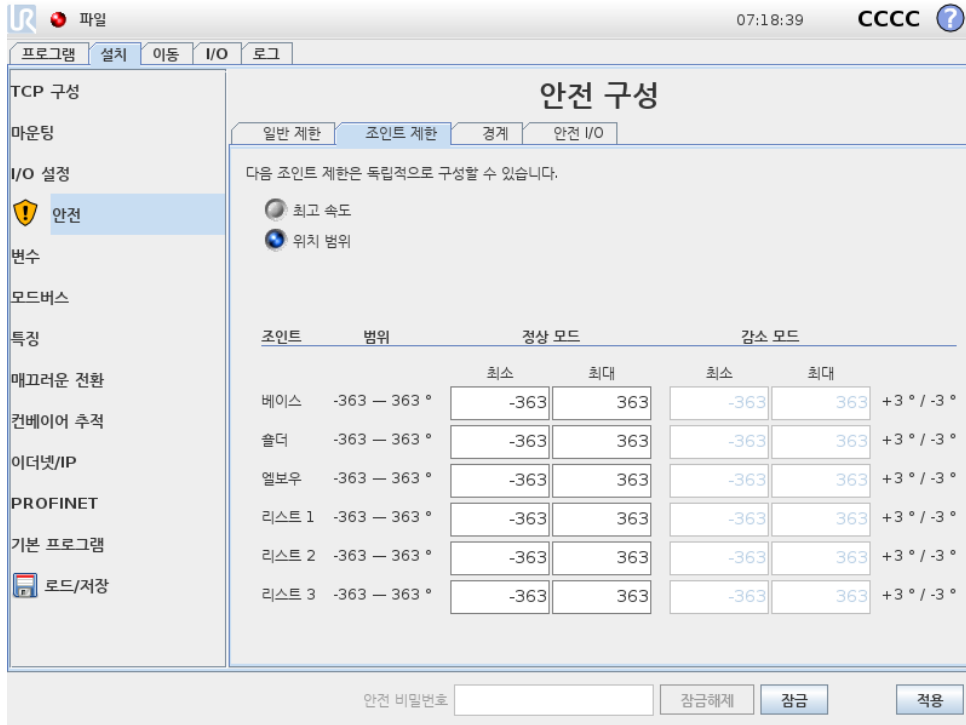 UR 파일 07:18:39 CCCC ?
프로그램 설치 이동 I/O 로그
TCP 구성
마운팅
I/O 설정
안전
변수
모드버스
특징
매끄러운 전환
컨베이어 추적
이더넷/IP
PROFINET
기본 프로그램
로드/저장
안전 구성
일반 제한 조인트 제한 경계 안전 I/O
다음 조인트 제한은 독립적으로 구성할 수 있습니다.
최고 속도
위치 범위
조인트 범위 정상 모드 감소 모드
최소 최대 최소 최대
베이스 -363 — 363 ° -363 363 -363 363 +3 ° / -3 °
숄더 -363 — 363 ° -363 363 -363 363 +3 ° / -3 °
엘보우 -363 — 363 ° -363 363 -363 363 +3 ° / -3 °
리스트 1 -363 — 363 ° -363 363 -363 363 +3 ° / -3 °
리스트 2 -363 — 363 ° -363 363 -363 363 +3 ° / -3 °
리스트 3 -363 — 363 ° -363 363 -363 363 +3 ° / -3 °
안전 비밀번호 잠금해제 잠금 적용